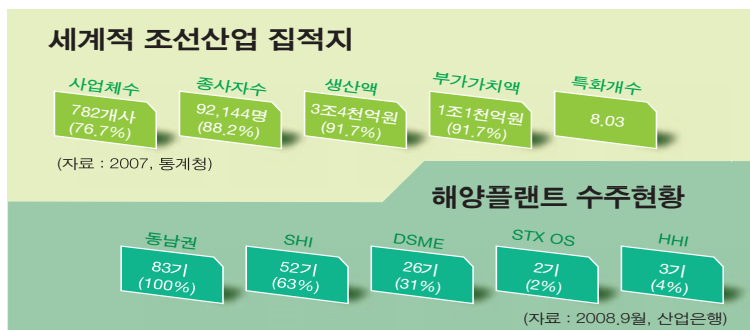 세계적 조선산업 집적지
사업체수 종사자수 생산액 부가가치액 특화개수
782개사 92,144명 3조4천억원 1조1천억원 8.03
(76.7%) (88.2%) (91.7%) (91.7%)
(자료 : 2007, 통계청)
해양플랜트 수주현황
동남권 SHI DSME STX OS HHI
83기 52기 26기 2기 3기
(100%) (63%) (31%) (2%) (4%)
(자료 : 2008.9월, 산업은행)